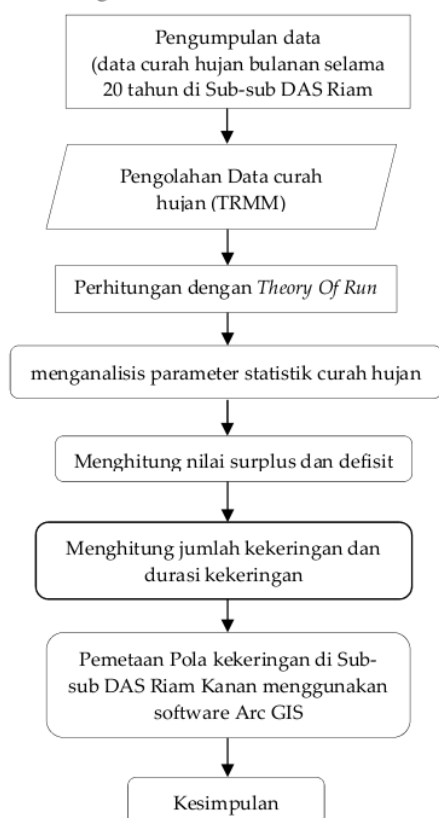 Pengumpulan data
(data curah hujan bulanan selama
20 tahun di Sub-sub DAS Riam
Pengolahan Data curah
hujan (TRMM)
Perhitungan dengan Theory Of Run
menganalisis parameter statistik curah hujan
Menghitung nilai surplus dan defisit
Menghitung jumlah kekeringan dan
durasi kekeringan
Pemetaan Pola kekeringan di Sub-
sub DAS Riam Kanan menggunakan
software Arc GIS
Kesimpulan